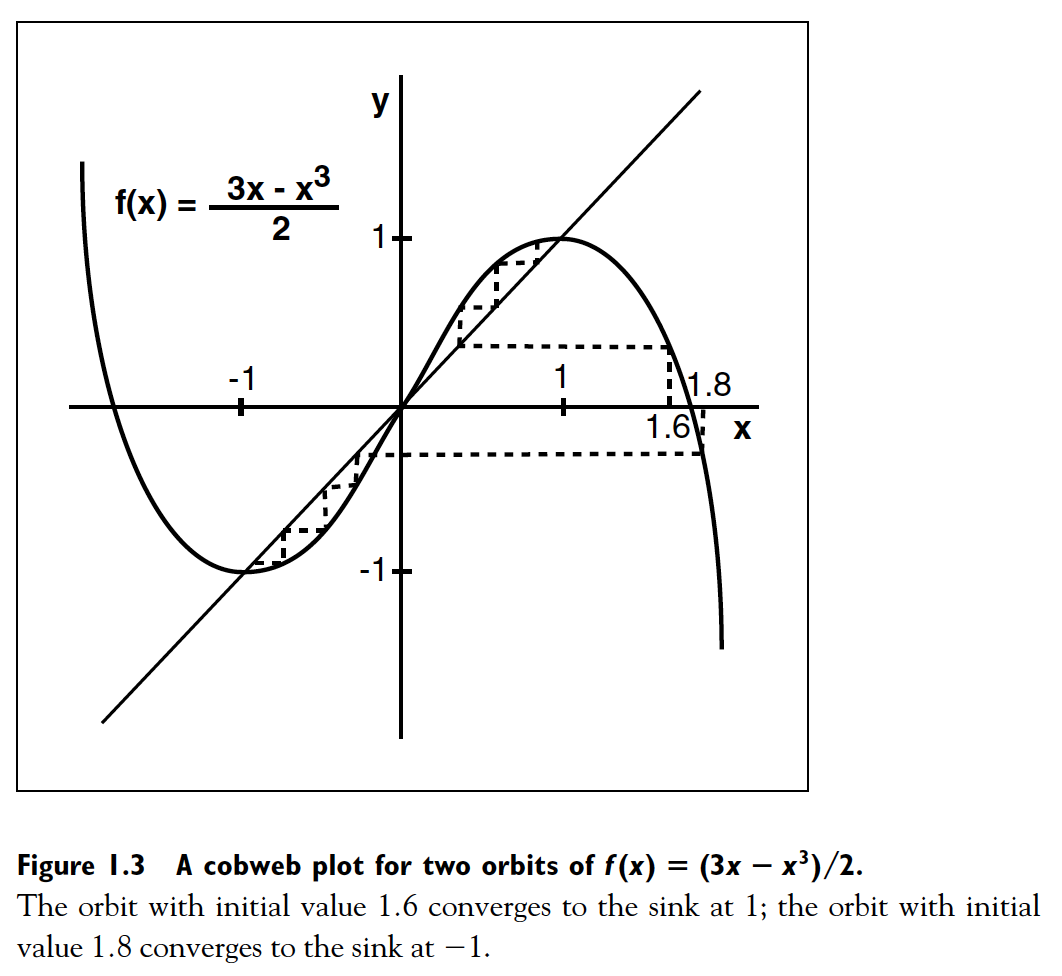 y
f(x) = 3x - x³
2
1
-1
1
1.8
1.6
x
-1
Figure 1.3 A cobweb plot for two orbits of f(x) = (3x − x³)/2.
The orbit with initial value 1.6 converges to the sink at 1; the orbit with initial
value 1.8 converges to the sink at −1.